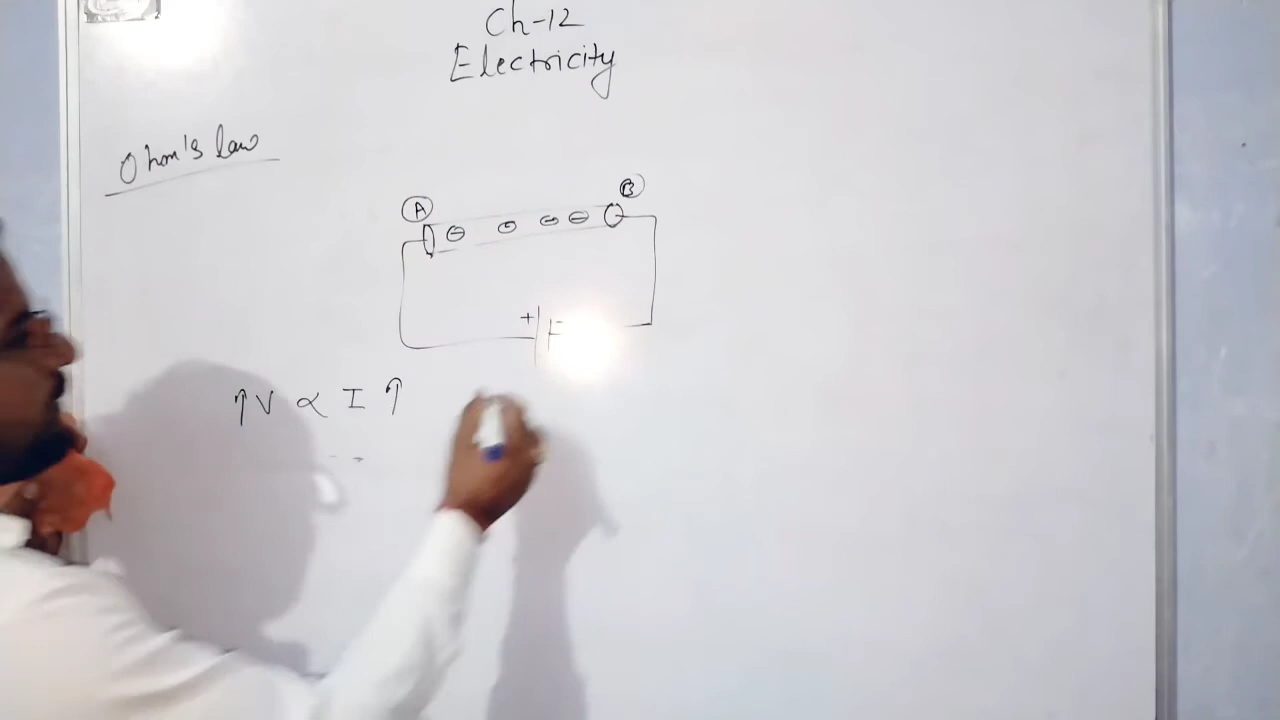 Ch-12
Electricity
Ohm's law
A
B
⊖ ⊖ ⊖ ⊖
+
↑V ∝ I ↑